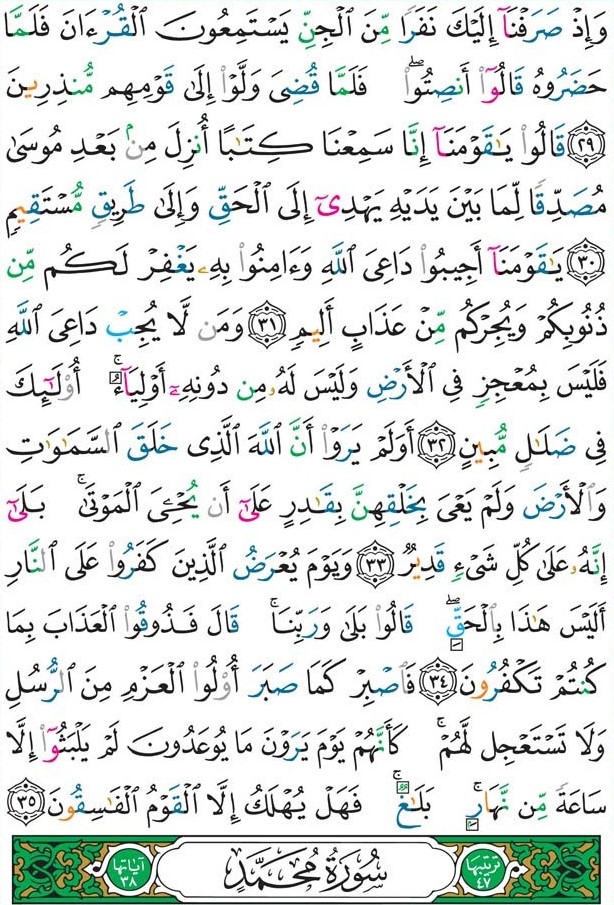 وَإِذْ صَرَفْنَآ إِلَيْكَ نَفَرًا مِّنَ ٱلْجِنِّ يَسْتَمِعُونَ ٱلْقُرْءَانَ فَلَمَّا
حَضَرُوهُ قَالُوٓا۟ أَنصِتُوا۟ ۖ فَلَمَّا قُضِىَ وَلَّوْا۟ إِلَىٰ قَوْمِهِم مُّنذِرِينَ
٢٩ قَالُوا۟ يَـٰقَوْمَنَآ إِنَّا سَمِعْنَا كِتَـٰبًا أُنزِلَ مِنۢ بَعْدِ مُوسَىٰ
مُصَدِّقًا لِّمَا بَيْنَ يَدَيْهِ يَهْدِىٓ إِلَى ٱلْحَقِّ وَإِلَىٰ طَرِيقٍ مُّسْتَقِيمٍ
٣٠ يَـٰقَوْمَنَآ أَجِيبُوا۟ دَاعِىَ ٱللَّهِ وَءَامِنُوا۟ بِهِۦ يَغْفِرْ لَكُم مِّن
ذُنُوبِكُمْ وَيُجِرْكُم مِّنْ عَذَابٍ أَلِيمٍ ٣١ وَمَن لَّا يُجِبْ دَاعِىَ ٱللَّهِ
فَلَيْسَ بِمُعْجِزٍ فِى ٱلْأَرْضِ وَلَيْسَ لَهُۥ مِن دُونِهِۦٓ أَوْلِيَآءُ ۚ أُو۟لَـٰٓئِكَ
فِى ضَلَـٰلٍ مُّبِينٍ ٣٢ أَوَلَمْ يَرَوْا۟ أَنَّ ٱللَّهَ ٱلَّذِى خَلَقَ ٱلسَّمَـٰوَٰتِ
وَٱلْأَرْضَ وَلَمْ يَعْىَ بِخَلْقِهِنَّ بِقَـٰدِرٍ عَلَىٰٓ أَن يُحْـِۧىَ ٱلْمَوْتَىٰ ۚ بَلَىٰٓ
إِنَّهُۥ عَلَىٰ كُلِّ شَىْءٍ قَدِيرٌ ٣٣ وَيَوْمَ يُعْرَضُ ٱلَّذِينَ كَفَرُوا۟ عَلَى ٱلنَّارِ
أَلَيْسَ هَـٰذَا بِٱلْحَقِّ ۖ قَالُوا۟ بَلَىٰ وَرَبِّنَا ۚ قَالَ فَذُوقُوا۟ ٱلْعَذَابَ بِمَا
كُنتُمْ تَكْفُرُونَ ٣٤ فَٱصْبِرْ كَمَا صَبَرَ أُو۟لُوا۟ ٱلْعَزْمِ مِنَ ٱلرُّسُلِ
وَلَا تَسْتَعْجِل لَّهُمْ ۚ كَأَنَّهُمْ يَوْمَ يَرَوْنَ مَا يُوعَدُونَ لَمْ يَلْبَثُوٓا۟ إِلَّا
سَاعَةً مِّن نَّهَارٍۭ ۚ بَلَـٰغٌ ۚ فَهَلْ يُهْلَكُ إِلَّا ٱلْقَوْمُ ٱلْفَـٰسِقُونَ ٣٥
ترتيبها ٤٧ سُورَةُ مُحَمَّدٍ آياتها ٣٨